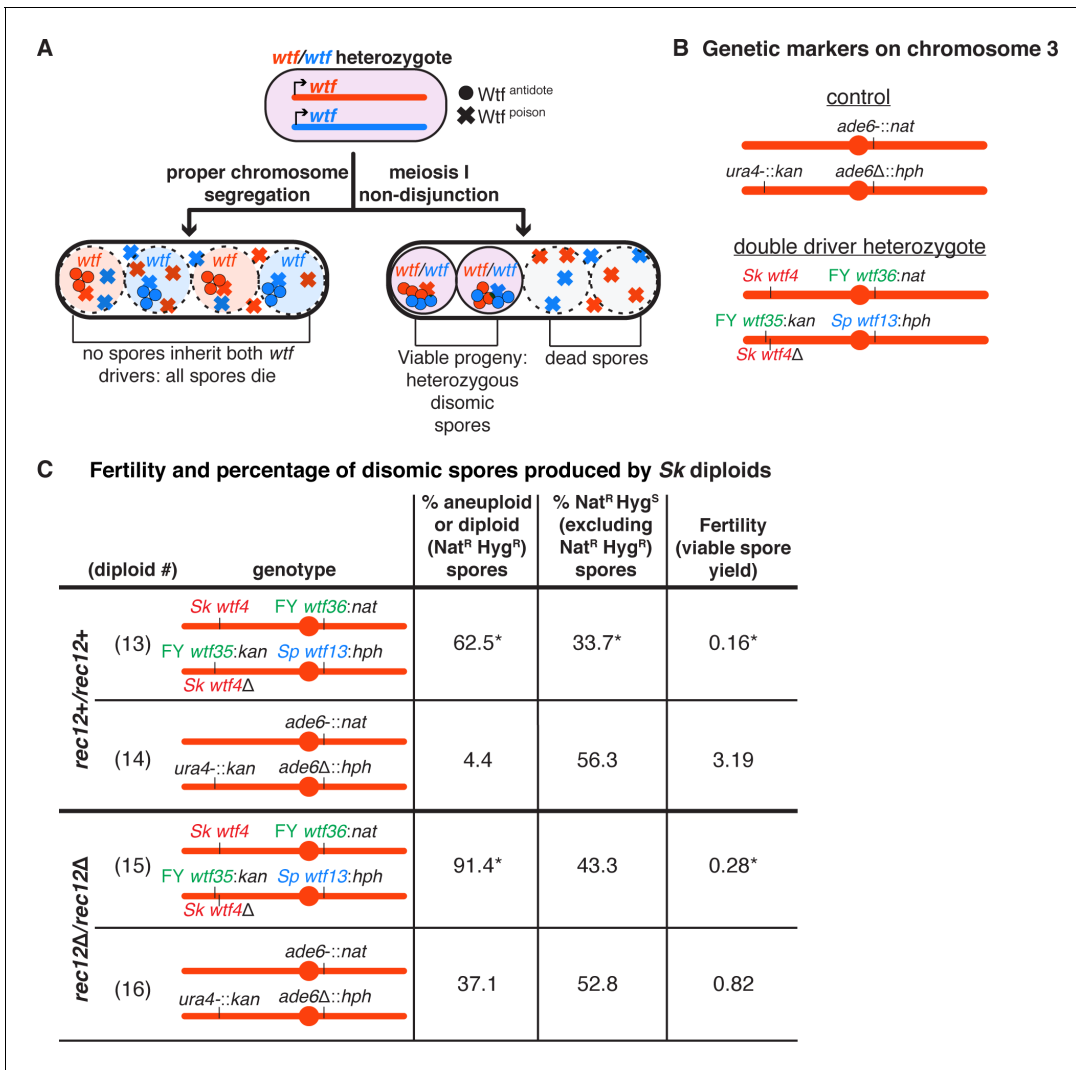 A
wtf/wtf heterozygote
wtf
wtf
Wtf antidote
Wtf poison
proper chromosome
segregation
meiosis I
non-disjunction
wtf wtf wtf wtf
wtf/wtf wtf/wtf
no spores inherit both wtf
drivers: all spores die
Viable progeny:
heterozygous
disomic
spores
dead spores
B Genetic markers on chromosome 3
control
ade6-::nat
ura4-::kan ade6Δ::hph
double driver heterozygote
Sk wtf4 FY wtf36:nat
FY wtf35:kan Sp wtf13:hph
Sk wtf4Δ
C Fertility and percentage of disomic spores produced by Sk diploids
(diploid #) genotype
% aneuploid
or diploid
(NatR HygR)
spores
% NatR HygS
(excluding
NatR HygR)
spores
Fertility
(viable spore
yield)
rec12+/rec12+
(13)
Sk wtf4 FY wtf36:nat
FY wtf35:kan Sp wtf13:hph
Sk wtf4Δ
62.5* 33.7* 0.16*
(14)
ade6-::nat
ura4-::kan ade6Δ::hph
4.4 56.3 3.19
rec12Δ/rec12Δ
(15)
Sk wtf4 FY wtf36:nat
FY wtf35:kan Sp wtf13:hph
Sk wtf4Δ
91.4* 43.3 0.28*
(16)
ade6-::nat
ura4-::kan ade6Δ::hph
37.1 52.8 0.82